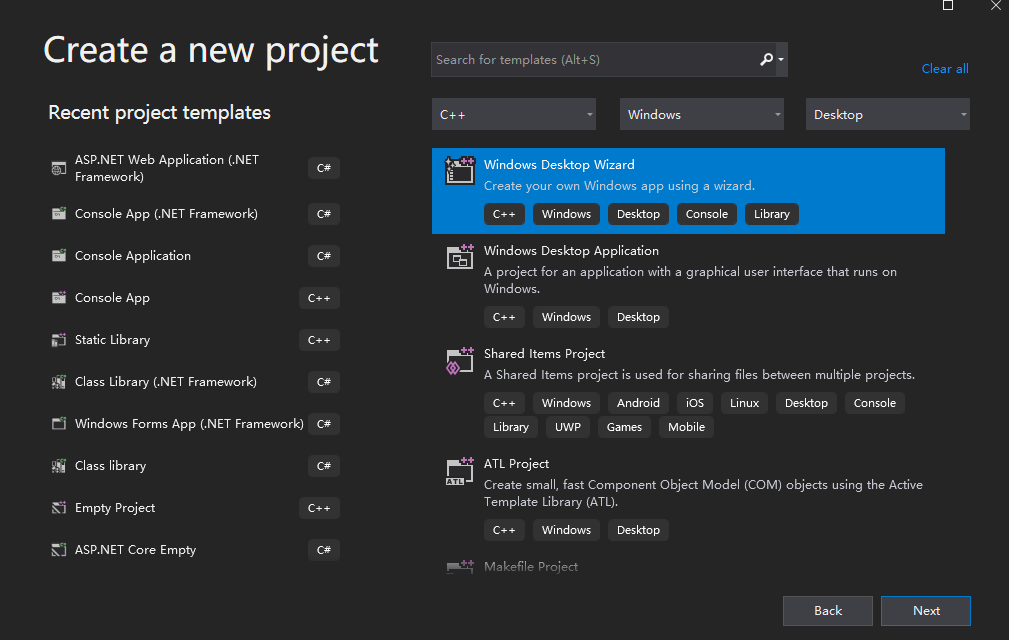 Create a new project
Recent project templates
ASP.NET Web Application (.NET
Framework)
C#
Console App (.NET Framework)
C#
Console Application
C#
Console App
C++
Static Library
C++
Class Library (.NET Framework)
C#
Windows Forms App (.NET Framework)
C#
Class library
C#
Empty Project
C++
ASP.NET Core Empty
C#
Search for templates (Alt+S)
Clear all
C++
Windows
Desktop
Windows Desktop Wizard
Create your own Windows app using a wizard.
C++ Windows Desktop Console Library
Windows Desktop Application
A project for an application with a graphical user interface that runs on
Windows.
C++ Windows Desktop
Shared Items Project
A Shared Items project is used for sharing files between multiple projects.
C++ Windows Android iOS Linux Desktop Console
Library UWP Games Mobile
ATL
ATL Project
Create small, fast Component Object Model (COM) objects using the Active
Template Library (ATL).
C++ Windows Desktop
Makefile Project
Back
Next